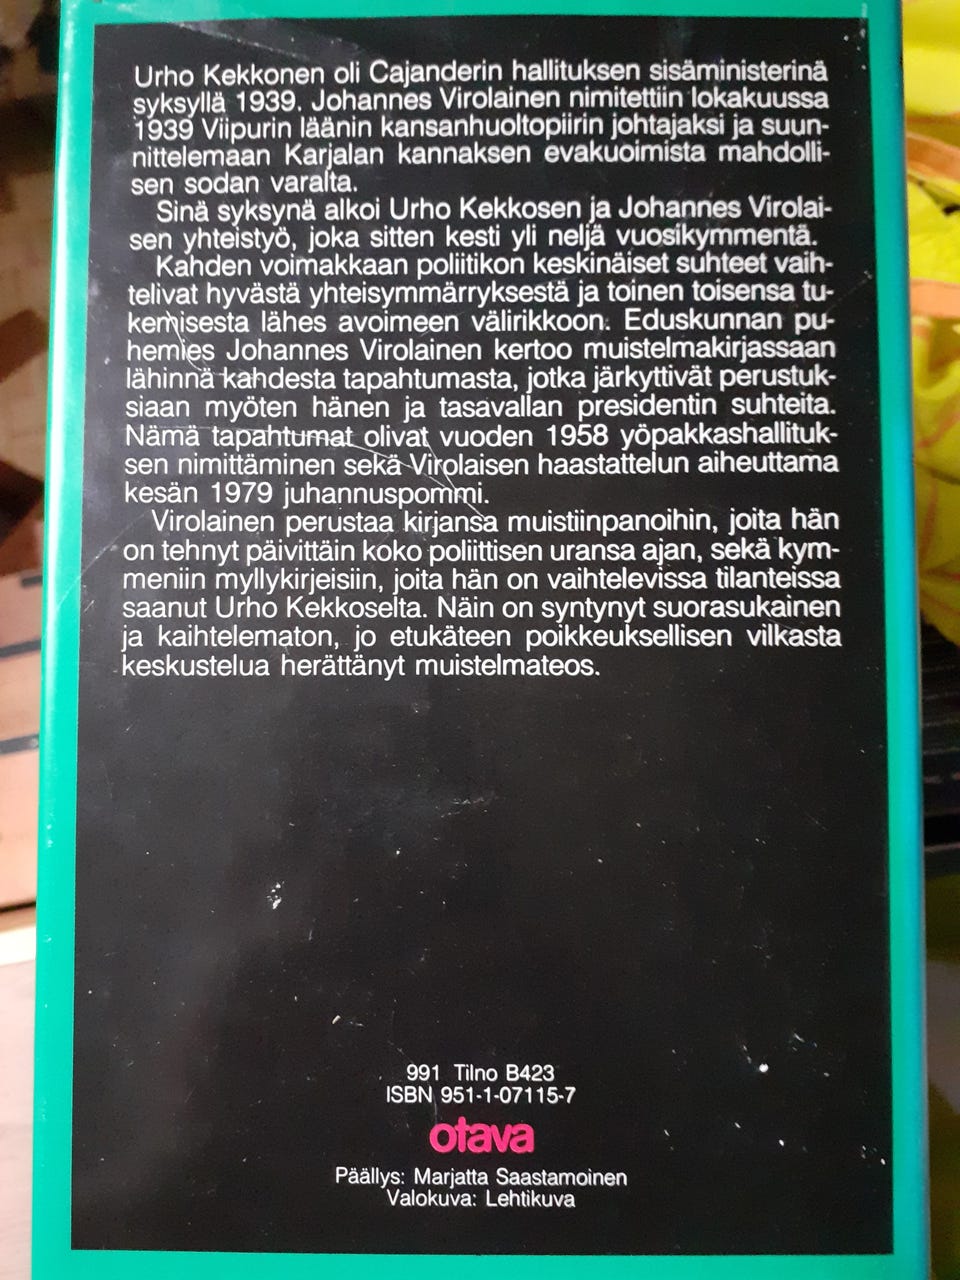 Urho Kekkonen oli Cajanderin hallituksen sisäministerinä
syksyllä 1939. Johannes Virolainen nimitettiin lokakuussa
1939 Viipurin läänin kansanhuoltopiirin johtajaksi ja suun-
nittelemaan Karjalan kannaksen evakuoimista mahdolli-
sen sodan varalta.
Sinä syksynä alkoi Urho Kekkosen ja Johannes Virolai-
sen yhteistyö, joka sitten kesti yli neljä vuosikymmentä.
Kahden voimakkaan poliitikon keskinäiset suhteet vaih-
telivat hyvästä yhteisymmärryksestä ja toinen toisensa tu-
kemisesta lähes avoimeen välirikkoon. Eduskunnan pu-
hemies Johannes Virolainen kertoo muistelmakirjassaan
lähinnä kahdesta tapahtumasta, jotka järkyttivät perustuk-
siaan myöten hänen ja tasavallan presidentin suhteita.
Nämä tapahtumat olivat vuoden 1958 yöpakkashallituk-
sen nimittäminen sekä Virolaisen haastattelun aiheuttama
kesän 1979 juhannuspommi.
Virolainen perustaa kirjansa muistiinpanoihin, joita hän
on tehnyt päivittäin koko poliittisen uransa ajan, sekä kym-
meniin myllykirjeisiin, joita hän on vaihtelevissa tilanteissa
saanut Urho Kekkoselta. Näin on syntynyt suorasukainen
ja kaihtelematon, jo etukäteen poikkeuksellisen vilkasta
keskustelua herättänyt muistelmateos.
991 Tilno B423
ISBN 951-1-07115-7
otava
Päällys: Marjatta Saastamoinen
Valokuva: Lehtikuva